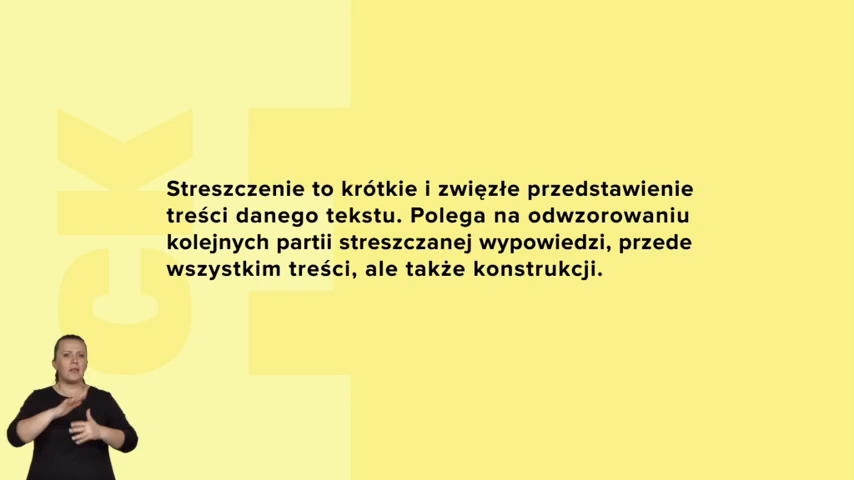 Streszczenie to krótkie i zwięzłe przedstawienie
treści danego tekstu. Polega na odwzorowaniu
kolejnych partii streszczanej wypowiedzi, przede
wszystkim treści, ale także konstrukcji.
ck